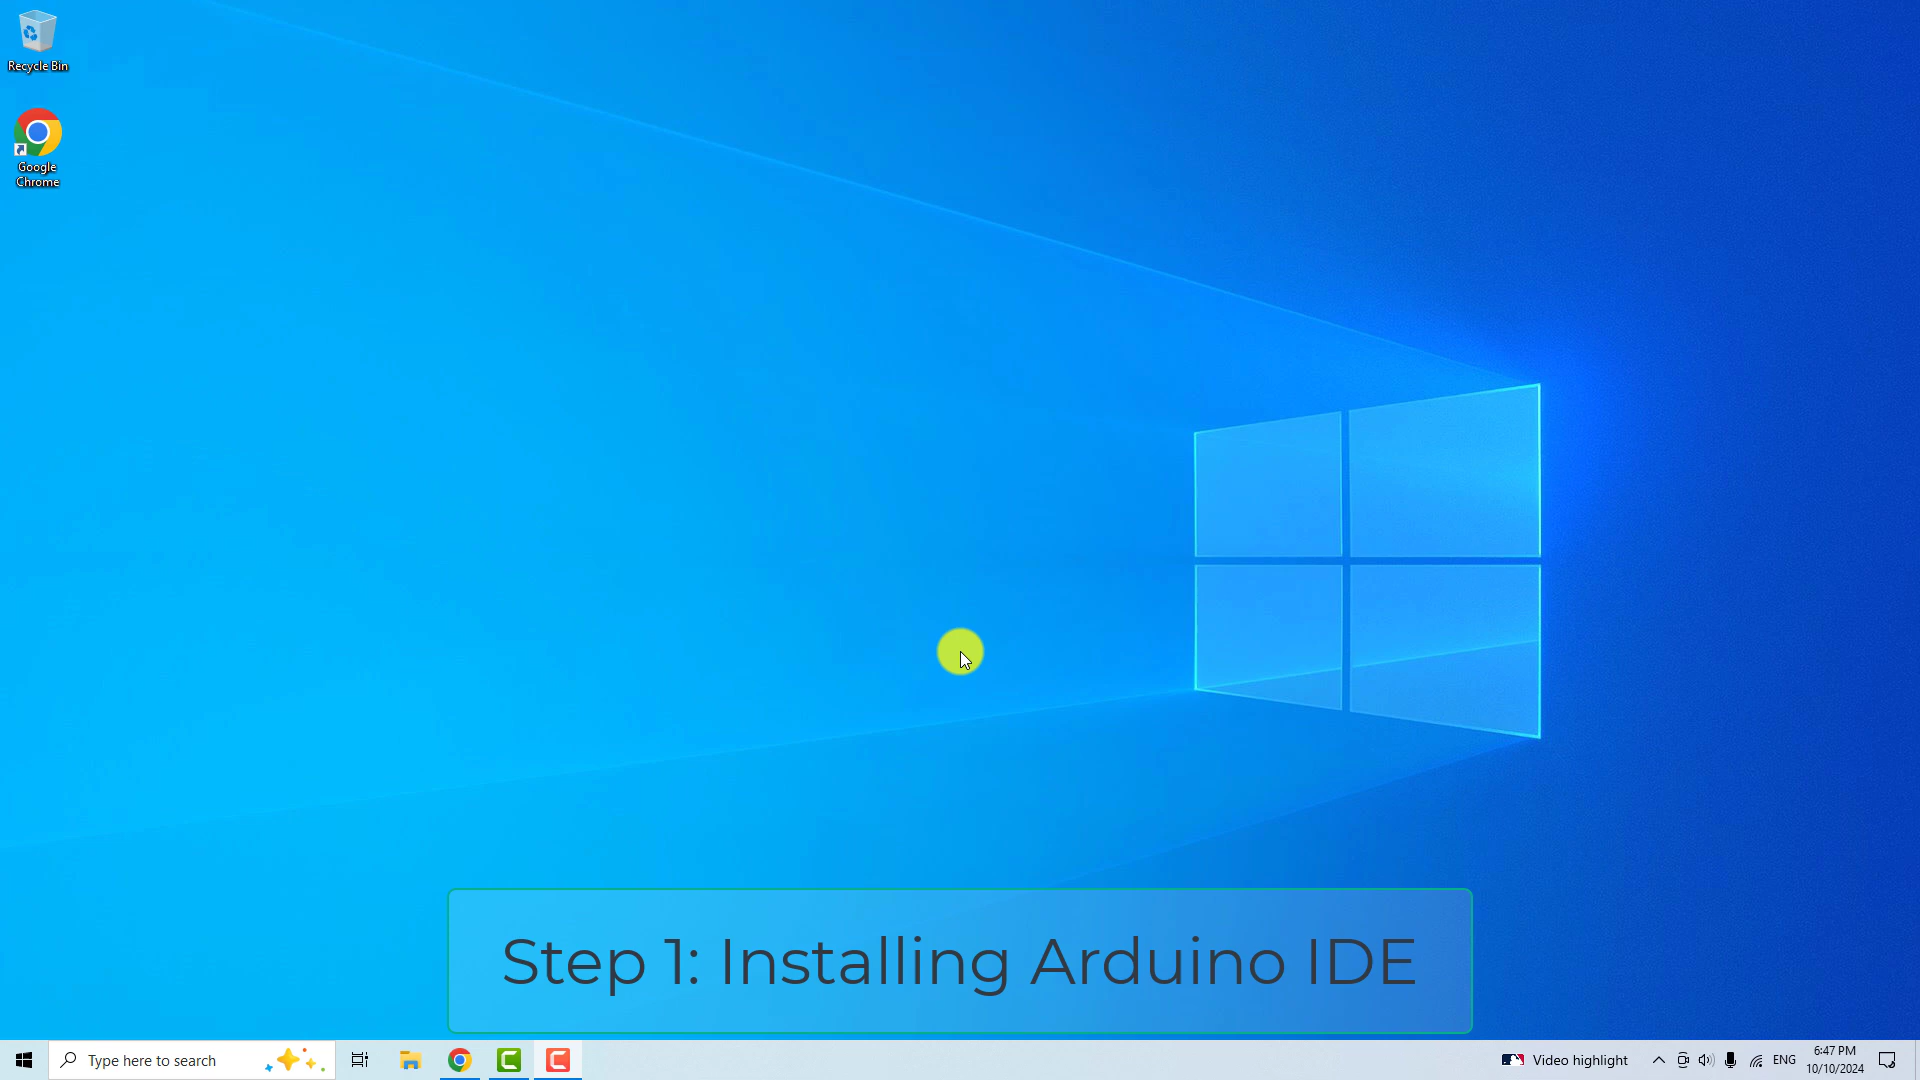 Recycle Bin
Google
Chrome
Step 1: Installing Arduino IDE
Type here to search
Video highlight
ENG
6:47 PM
10/10/2024